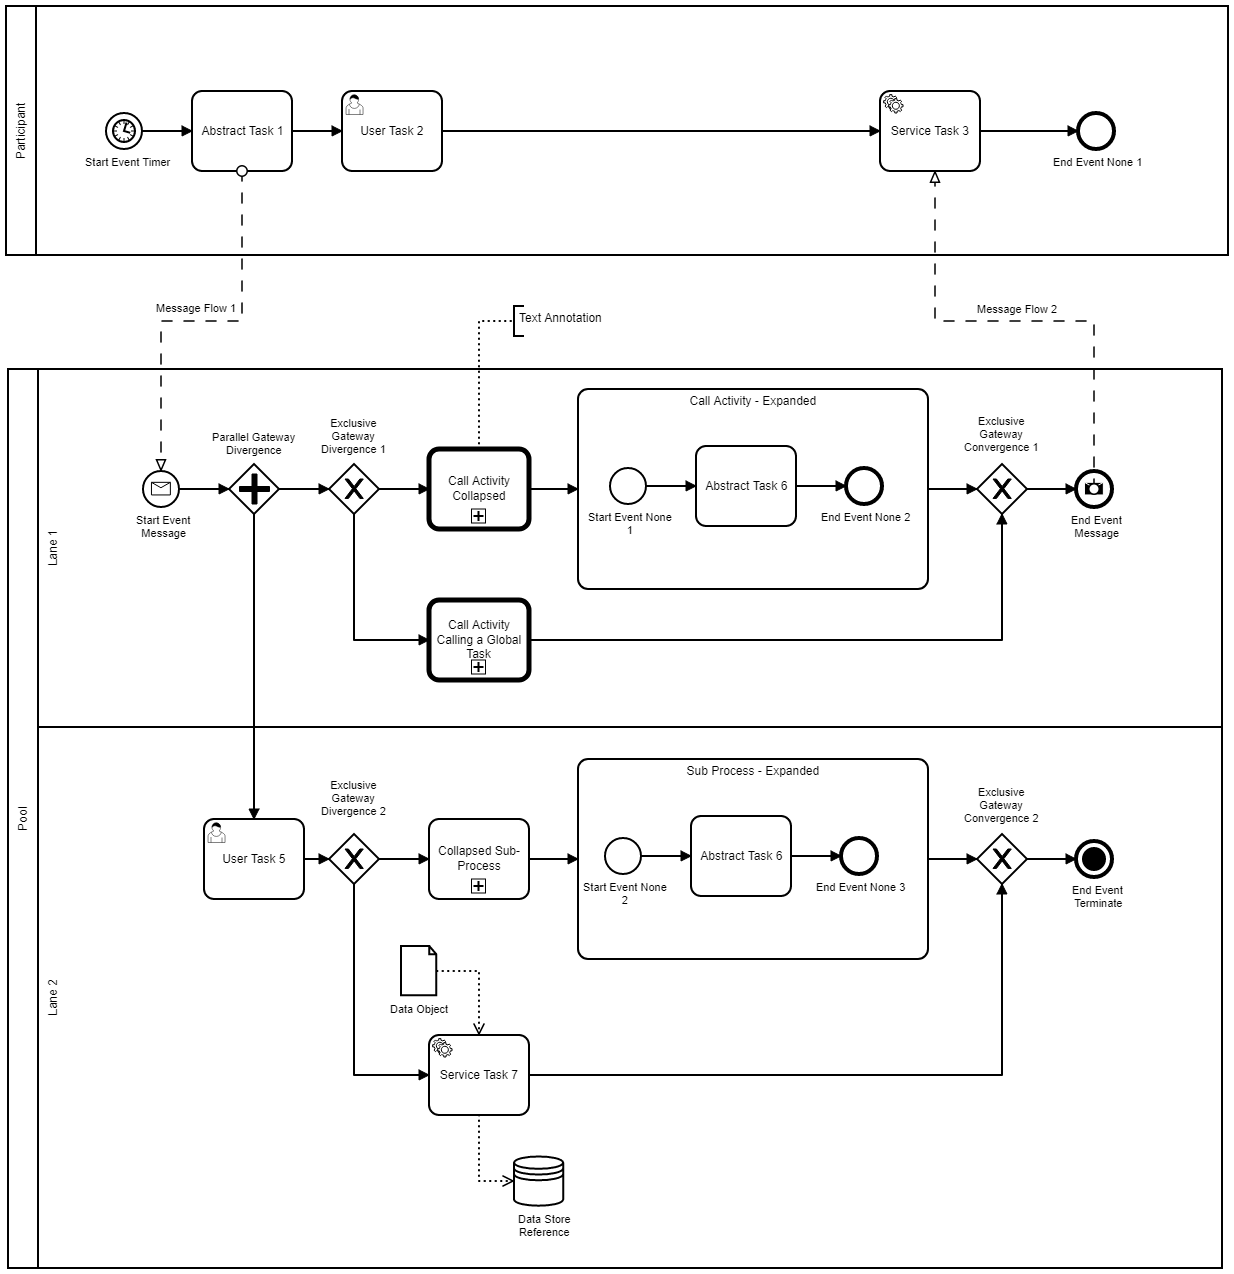 Participant
Start Event Timer
Abstract Task 1
User Task 2
Service Task 3
End Event None 1
Message Flow 1
Text Annotation
Message Flow 2
Pool
Lane 1
Start Event
Message
Parallel Gateway
Divergence
Exclusive
Gateway
Divergence 1
Call Activity
Collapsed
Call Activity - Expanded
Start Event None
1
Abstract Task 6
End Event None 2
Exclusive
Gateway
Convergence 1
End Event
Message
Call Activity
Calling a Global
Task
Lane 2
User Task 5
Exclusive
Gateway
Divergence 2
Collapsed Sub-
Process
Sub Process - Expanded
Start Event None
2
Abstract Task 6
End Event None 3
Exclusive
Gateway
Convergence 2
End Event
Terminate
Data Object
Service Task 7
Data Store
Reference